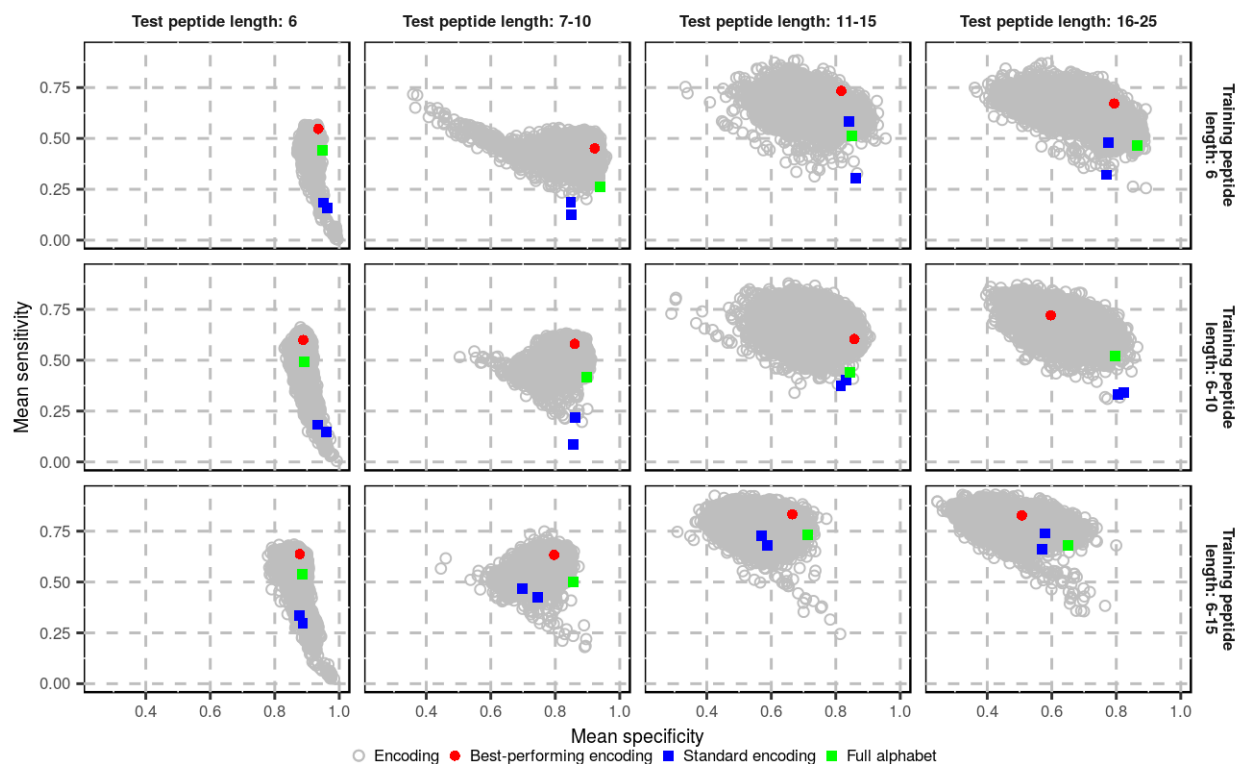 Test peptide length: 6
Test peptide length: 7-10
Test peptide length: 11-15
Test peptide length: 16-25
Mean sensitivity
0.75
0.50
0.25
0.00
Training peptide
length: 6
0.75
0.50
0.25
0.00
Training peptide
length: 6-10
0.75
0.50
0.25
0.00
Training peptide
length: 6-15
0.4 0.6 0.8 1.0
0.4 0.6 0.8 1.0
0.4 0.6 0.8 1.0
0.4 0.6 0.8 1.0
Mean specificity
Encoding Best-performing encoding Standard encoding Full alphabet